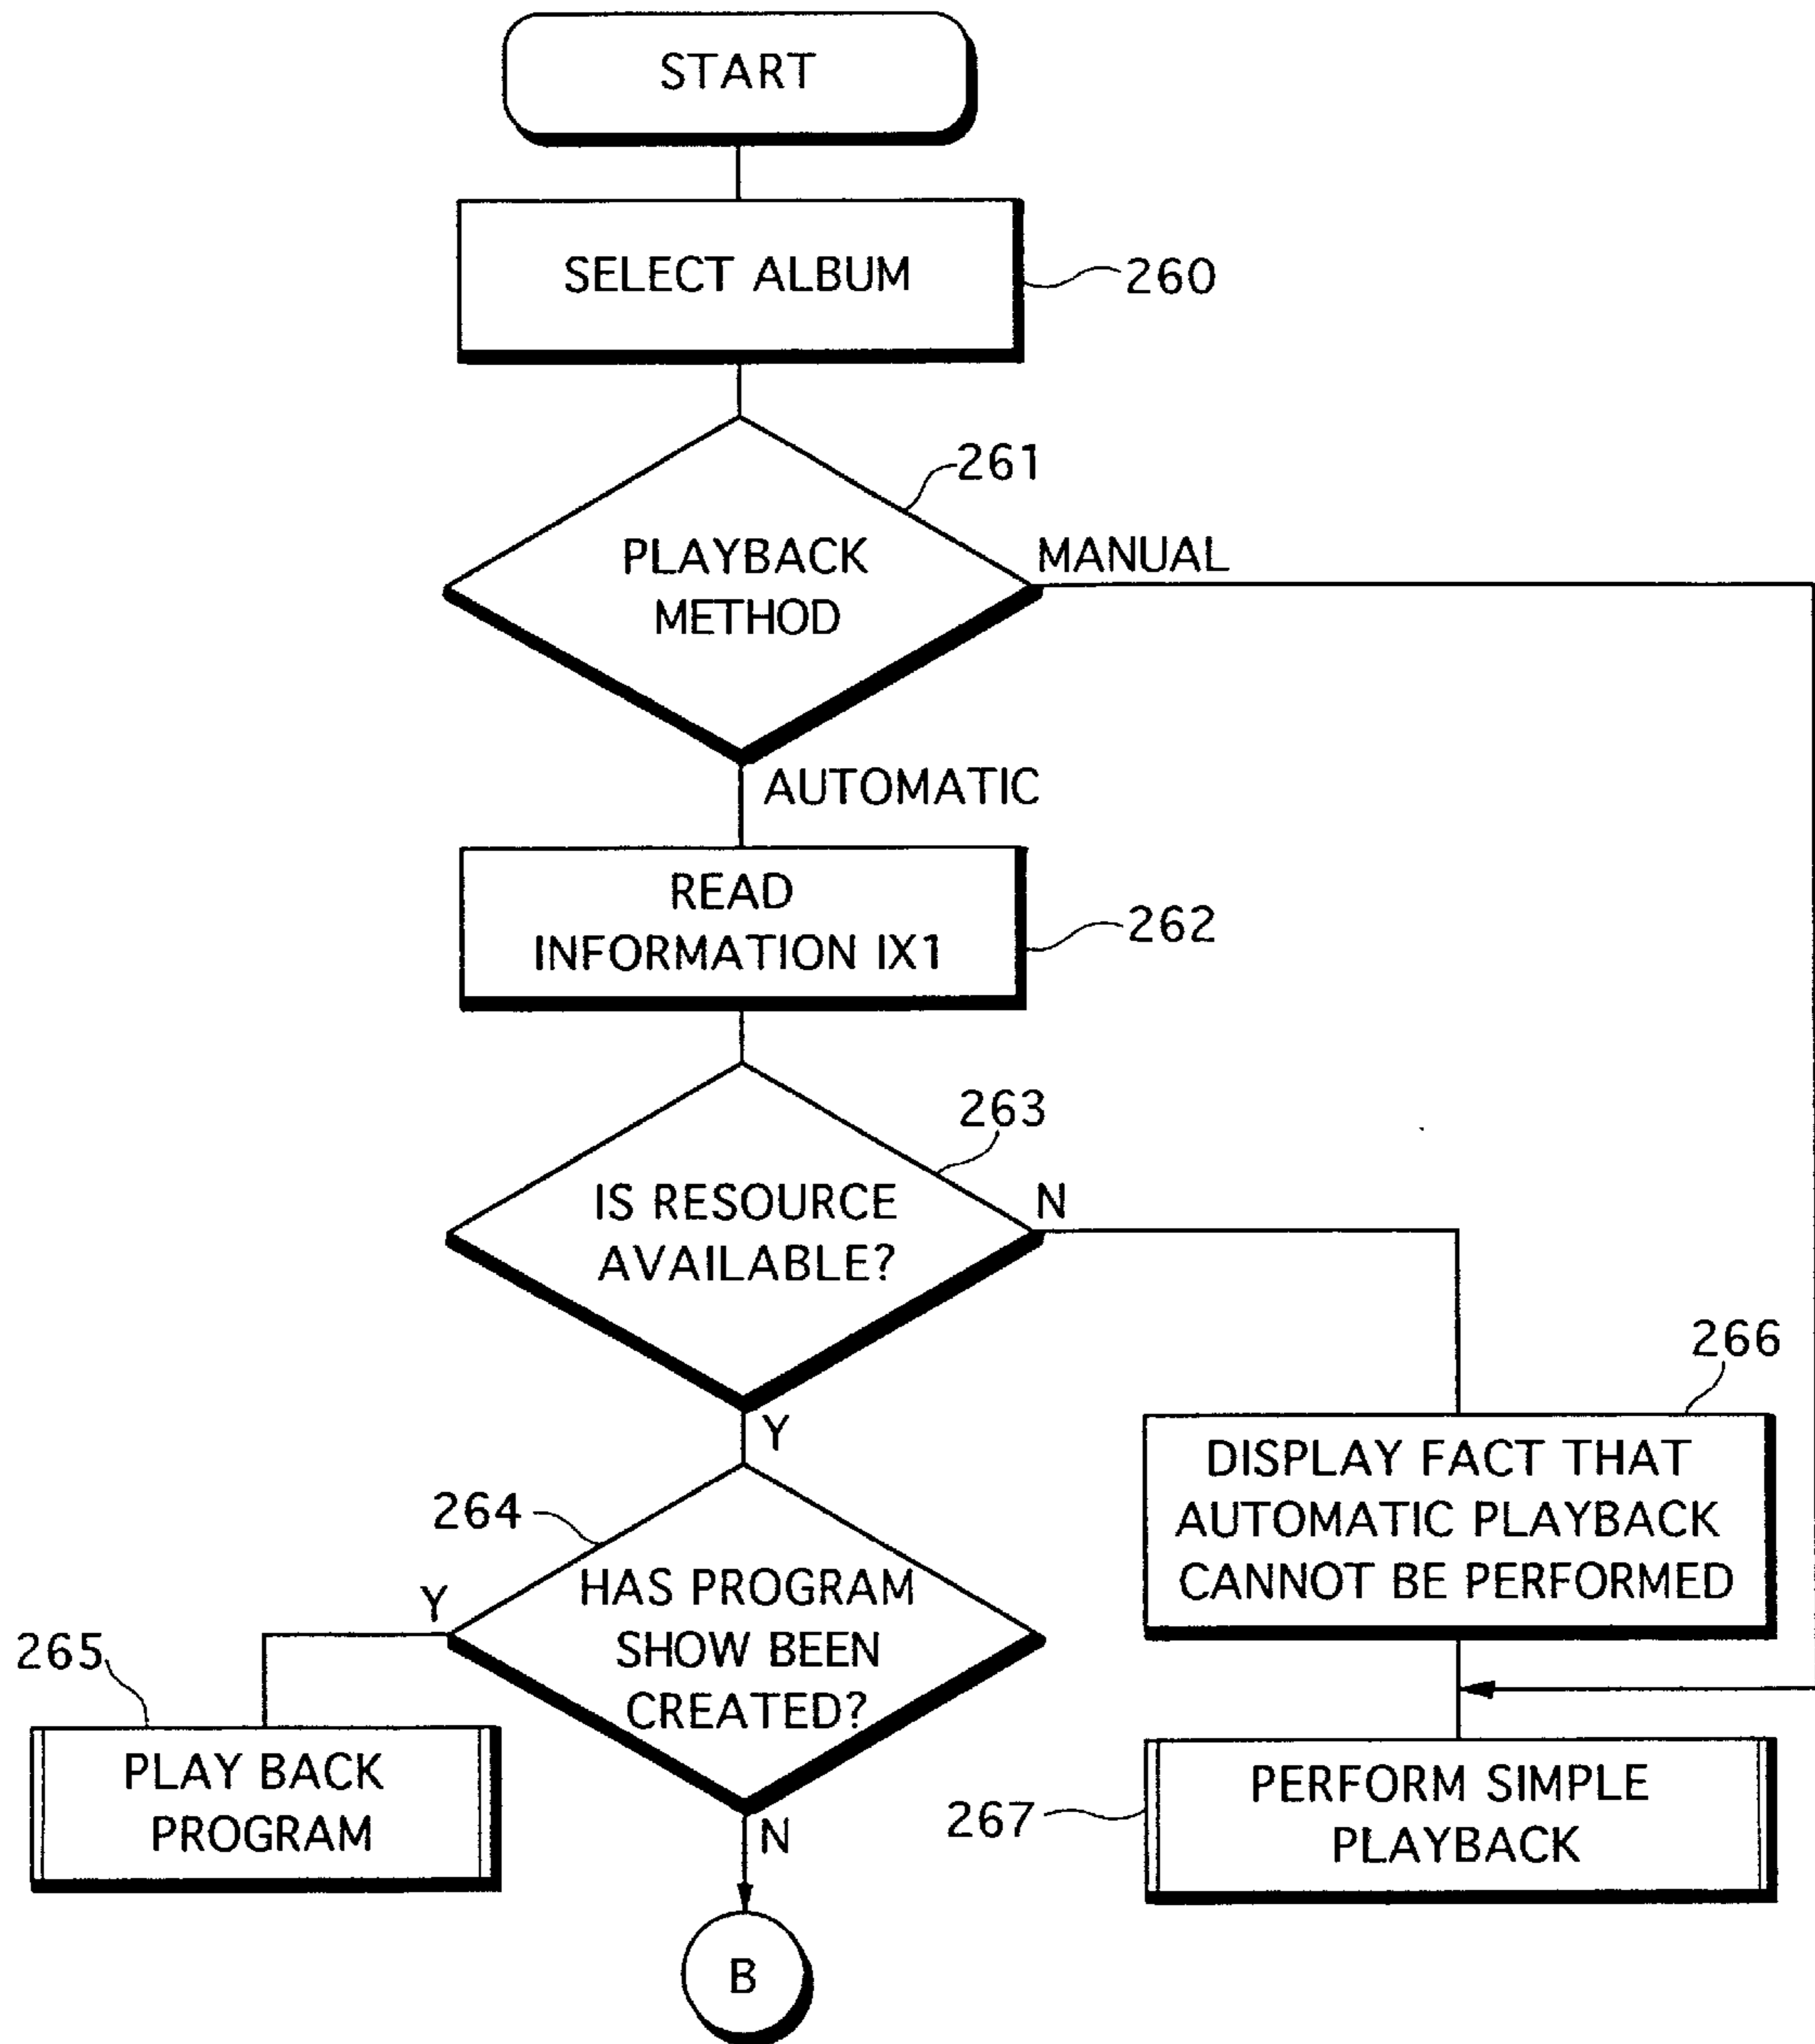 START
SELECT ALBUM
260
261
PLAYBACK
METHOD
MANUAL
AUTOMATIC
READ
INFORMATION IX1
262
263
IS RESOURCE
AVAILABLE?
N
Y
266
DISPLAY FACT THAT
AUTOMATIC PLAYBACK
CANNOT BE PERFORMED
264
HAS PROGRAM
SHOW BEEN
CREATED?
Y
265
PLAY BACK
PROGRAM
N
267
PERFORM SIMPLE
PLAYBACK
B